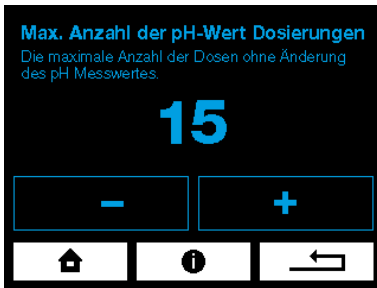 Max. Anzahl der pH-Wert Dosierungen
Die maximale Anzahl der Dosen ohne Änderung
des pH Messwertes.
15
- +